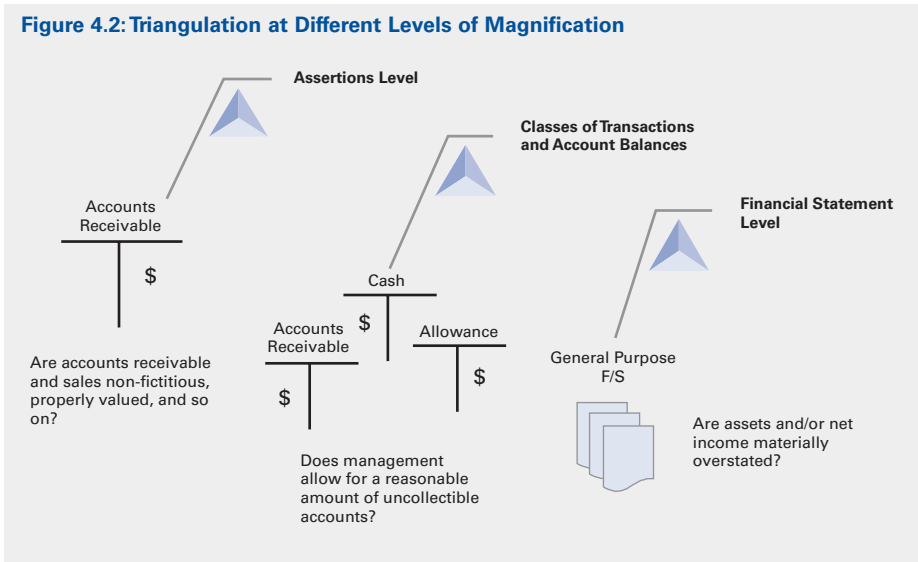 Figure 4.2: Triangulation at Different Levels of Magnification
Assertions Level
Accounts
Receivable
$
Are accounts receivable
and sales non-fictitious,
properly valued, and so
on?
Classes of Transactions
and Account Balances
Cash
$
Accounts
Receivable
$
Allowance
$
Does management
allow for a reasonable
amount of uncollectible
accounts?
Financial Statement
Level
General Purpose
F/S
Are assets and/or net
income materially
overstated?